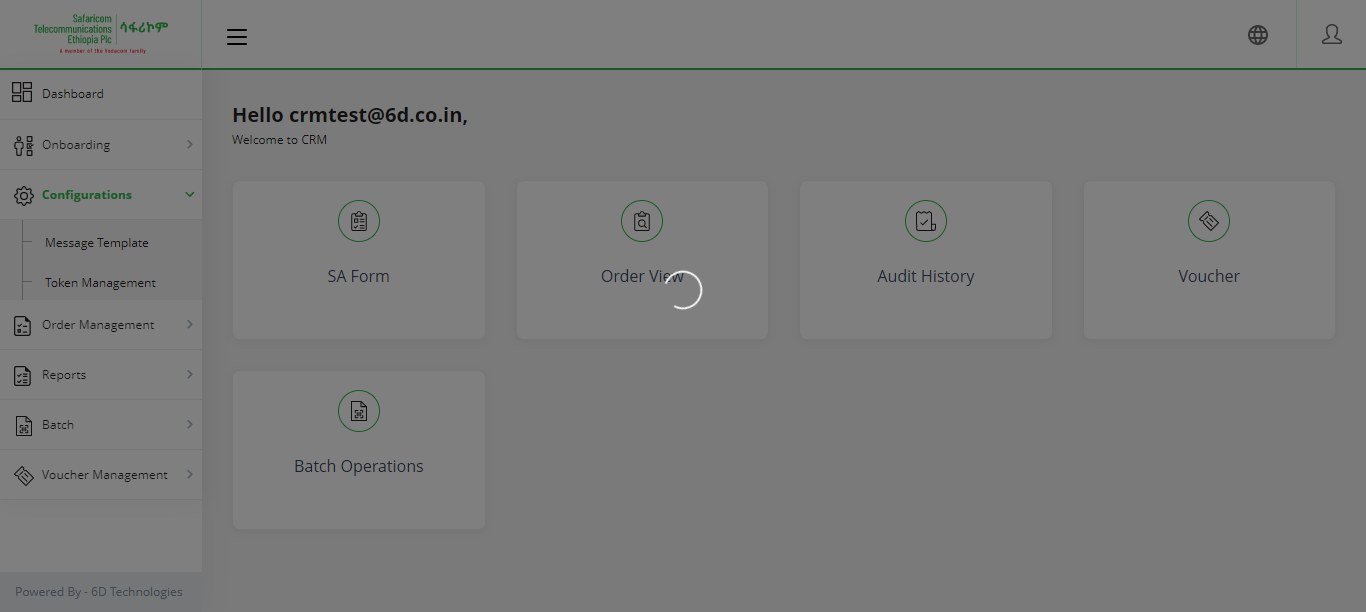 Safaricom
Telecommunications
Ethiopia Plc
ሳፋሪኮም
A member of the Vodacom family
Dashboard
Onboarding
Configurations
Message Template
Token Management
Order Management
Reports
Batch
Voucher Management
Powered By - 6D Technologies
Hello crmtest@6d.co.in,
Welcome to CRM
SA Form
Order View
Audit History
Voucher
Batch Operations